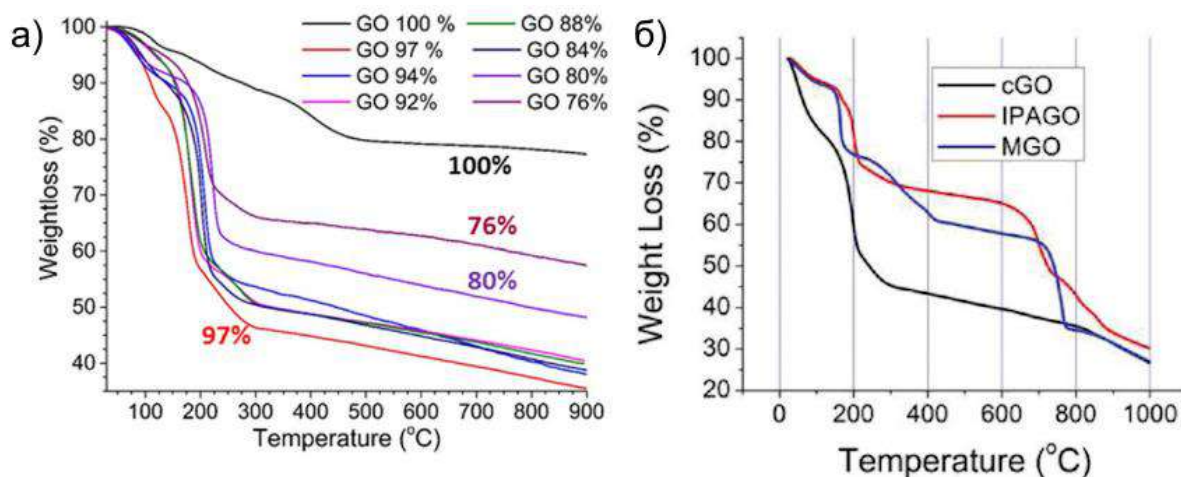 а)
GO 100 %
GO 97 %
GO 94%
GO 92%
GO 88%
GO 84%
GO 80%
GO 76%
100%
76%
80%
97%
Weightloss (%)
100
90
80
70
60
50
40
100 200 300 400 500 600 700 800 900
Temperature (°C)
б)
cGO
IPAGO
MGO
Weight Loss (%)
100
90
80
70
60
50
40
30
20
0 200 400 600 800 1000
Temperature (°C)